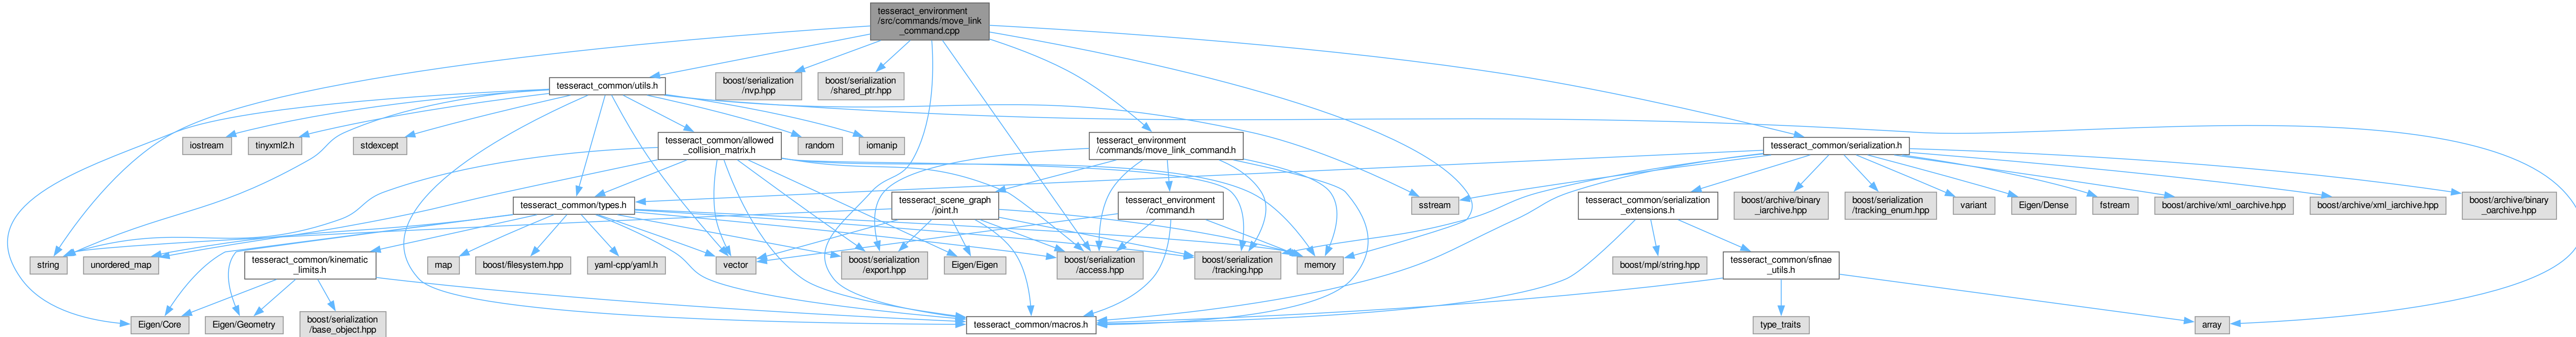 tesseract_environment
/src/commands/move_link
_command.cpp
tesseract_common/utils.h
boost/serialization
/nvp.hpp
boost/serialization
/shared_ptr.hpp
iostream
tinyxml2.h
stdexcept
tesseract_common/allowed
_collision_matrix.h
random
iomanip
tesseract_environment
/commands/move_link_command.h
tesseract_common/serialization.h
tesseract_common/types.h
tesseract_scene_graph
/joint.h
tesseract_environment
/command.h
sstream
tesseract_common/serialization
_extensions.h
boost/archive/binary
_iarchive.hpp
boost/serialization
/tracking_enum.hpp
variant
Eigen/Dense
fstream
boost/archive/xml_oarchive.hpp
boost/archive/xml_iarchive.hpp
boost/archive/binary
_oarchive.hpp
string
unordered_map
tesseract_common/kinematic
_limits.h
map
boost/filesystem.hpp
yaml-cpp/yaml.h
vector
boost/serialization
/export.hpp
Eigen/Eigen
boost/serialization
/access.hpp
boost/serialization
/tracking.hpp
memory
boost/mpl/string.hpp
tesseract_common/sfinae
_utils.h
Eigen/Core
Eigen/Geometry
boost/serialization
/base_object.hpp
tesseract_common/macros.h
type_traits
array